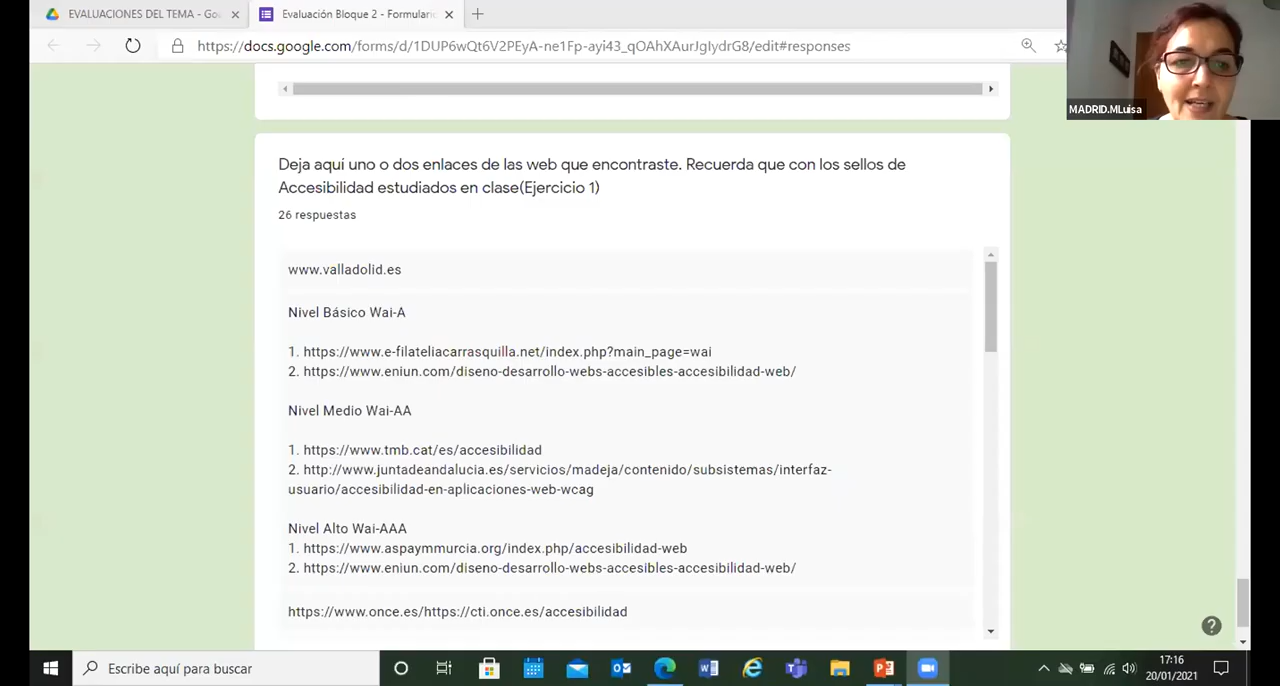 EVALUACIONES DEL TEMA - Goo
Evaluación Bloque 2 - Formulario
https://docs.google.com/forms/d/1DUP6wQt6V2PEyA-ne1Fp-ayi43_qOAhXAurJgIydrG8/edit#responses
MADRID.MLuisa
Deja aquí uno o dos enlaces de las web que encontraste. Recuerda que con los sellos de
Accesibilidad estudiados en clase(Ejercicio 1)
26 respuestas
www.valladolid.es
Nivel Básico Wai-A
1. https://www.e-filateliacarrasquilla.net/index.php?main_page=wai
2. https://www.eniun.com/diseno-desarrollo-webs-accesibles-accesibilidad-web/
Nivel Medio Wai-AA
1. https://www.tmb.cat/es/accesibilidad
2. http://www.juntadeandalucia.es/servicios/madeja/contenido/subsistemas/interfaz-
usuario/accesibilidad-en-aplicaciones-web-wcag
Nivel Alto Wai-AAA
1. https://www.aspaymmurcia.org/index.php/accesibilidad-web
2. https://www.eniun.com/diseno-desarrollo-webs-accesibles-accesibilidad-web/
https://www.once.es/https://cti.once.es/accesibilidad
Escribe aquí para buscar
17:16
20/01/2021